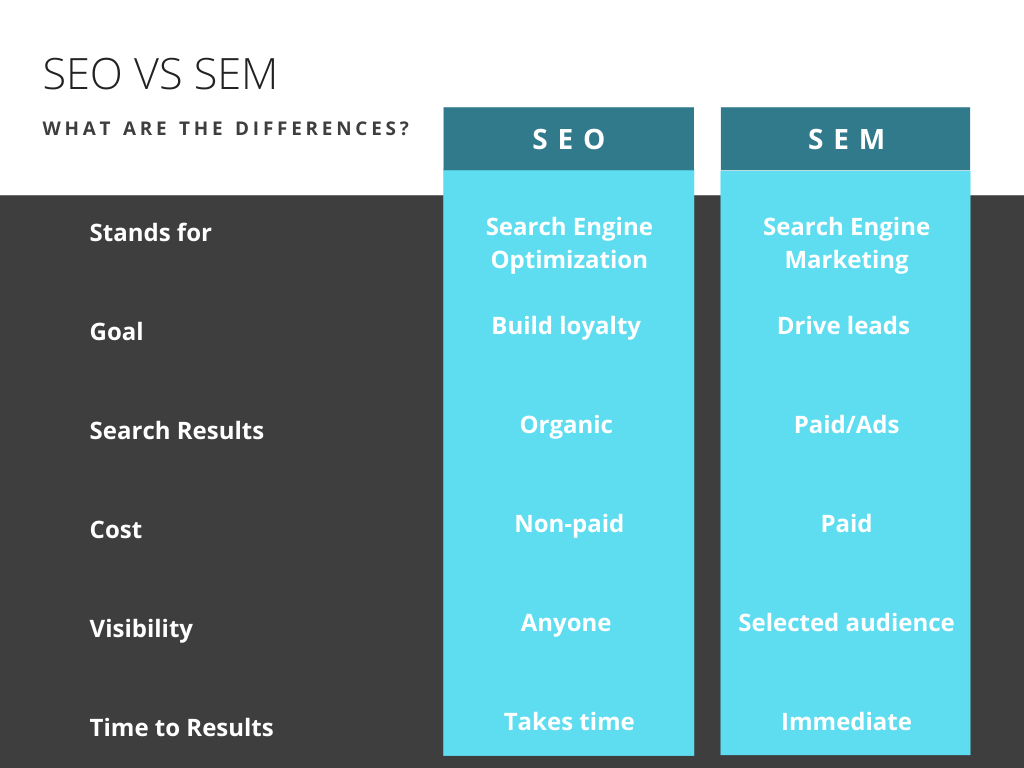 SEO VS SEM
WHAT ARE THE DIFFERENCES?
SEO
SEM
Stands for
Search Engine
Optimization
Search Engine
Marketing
Goal
Build loyalty
Drive leads
Search Results
Organic
Paid/Ads
Cost
Non-paid
Paid
Visibility
Anyone
Selected audience
Time to Results
Takes time
Immediate